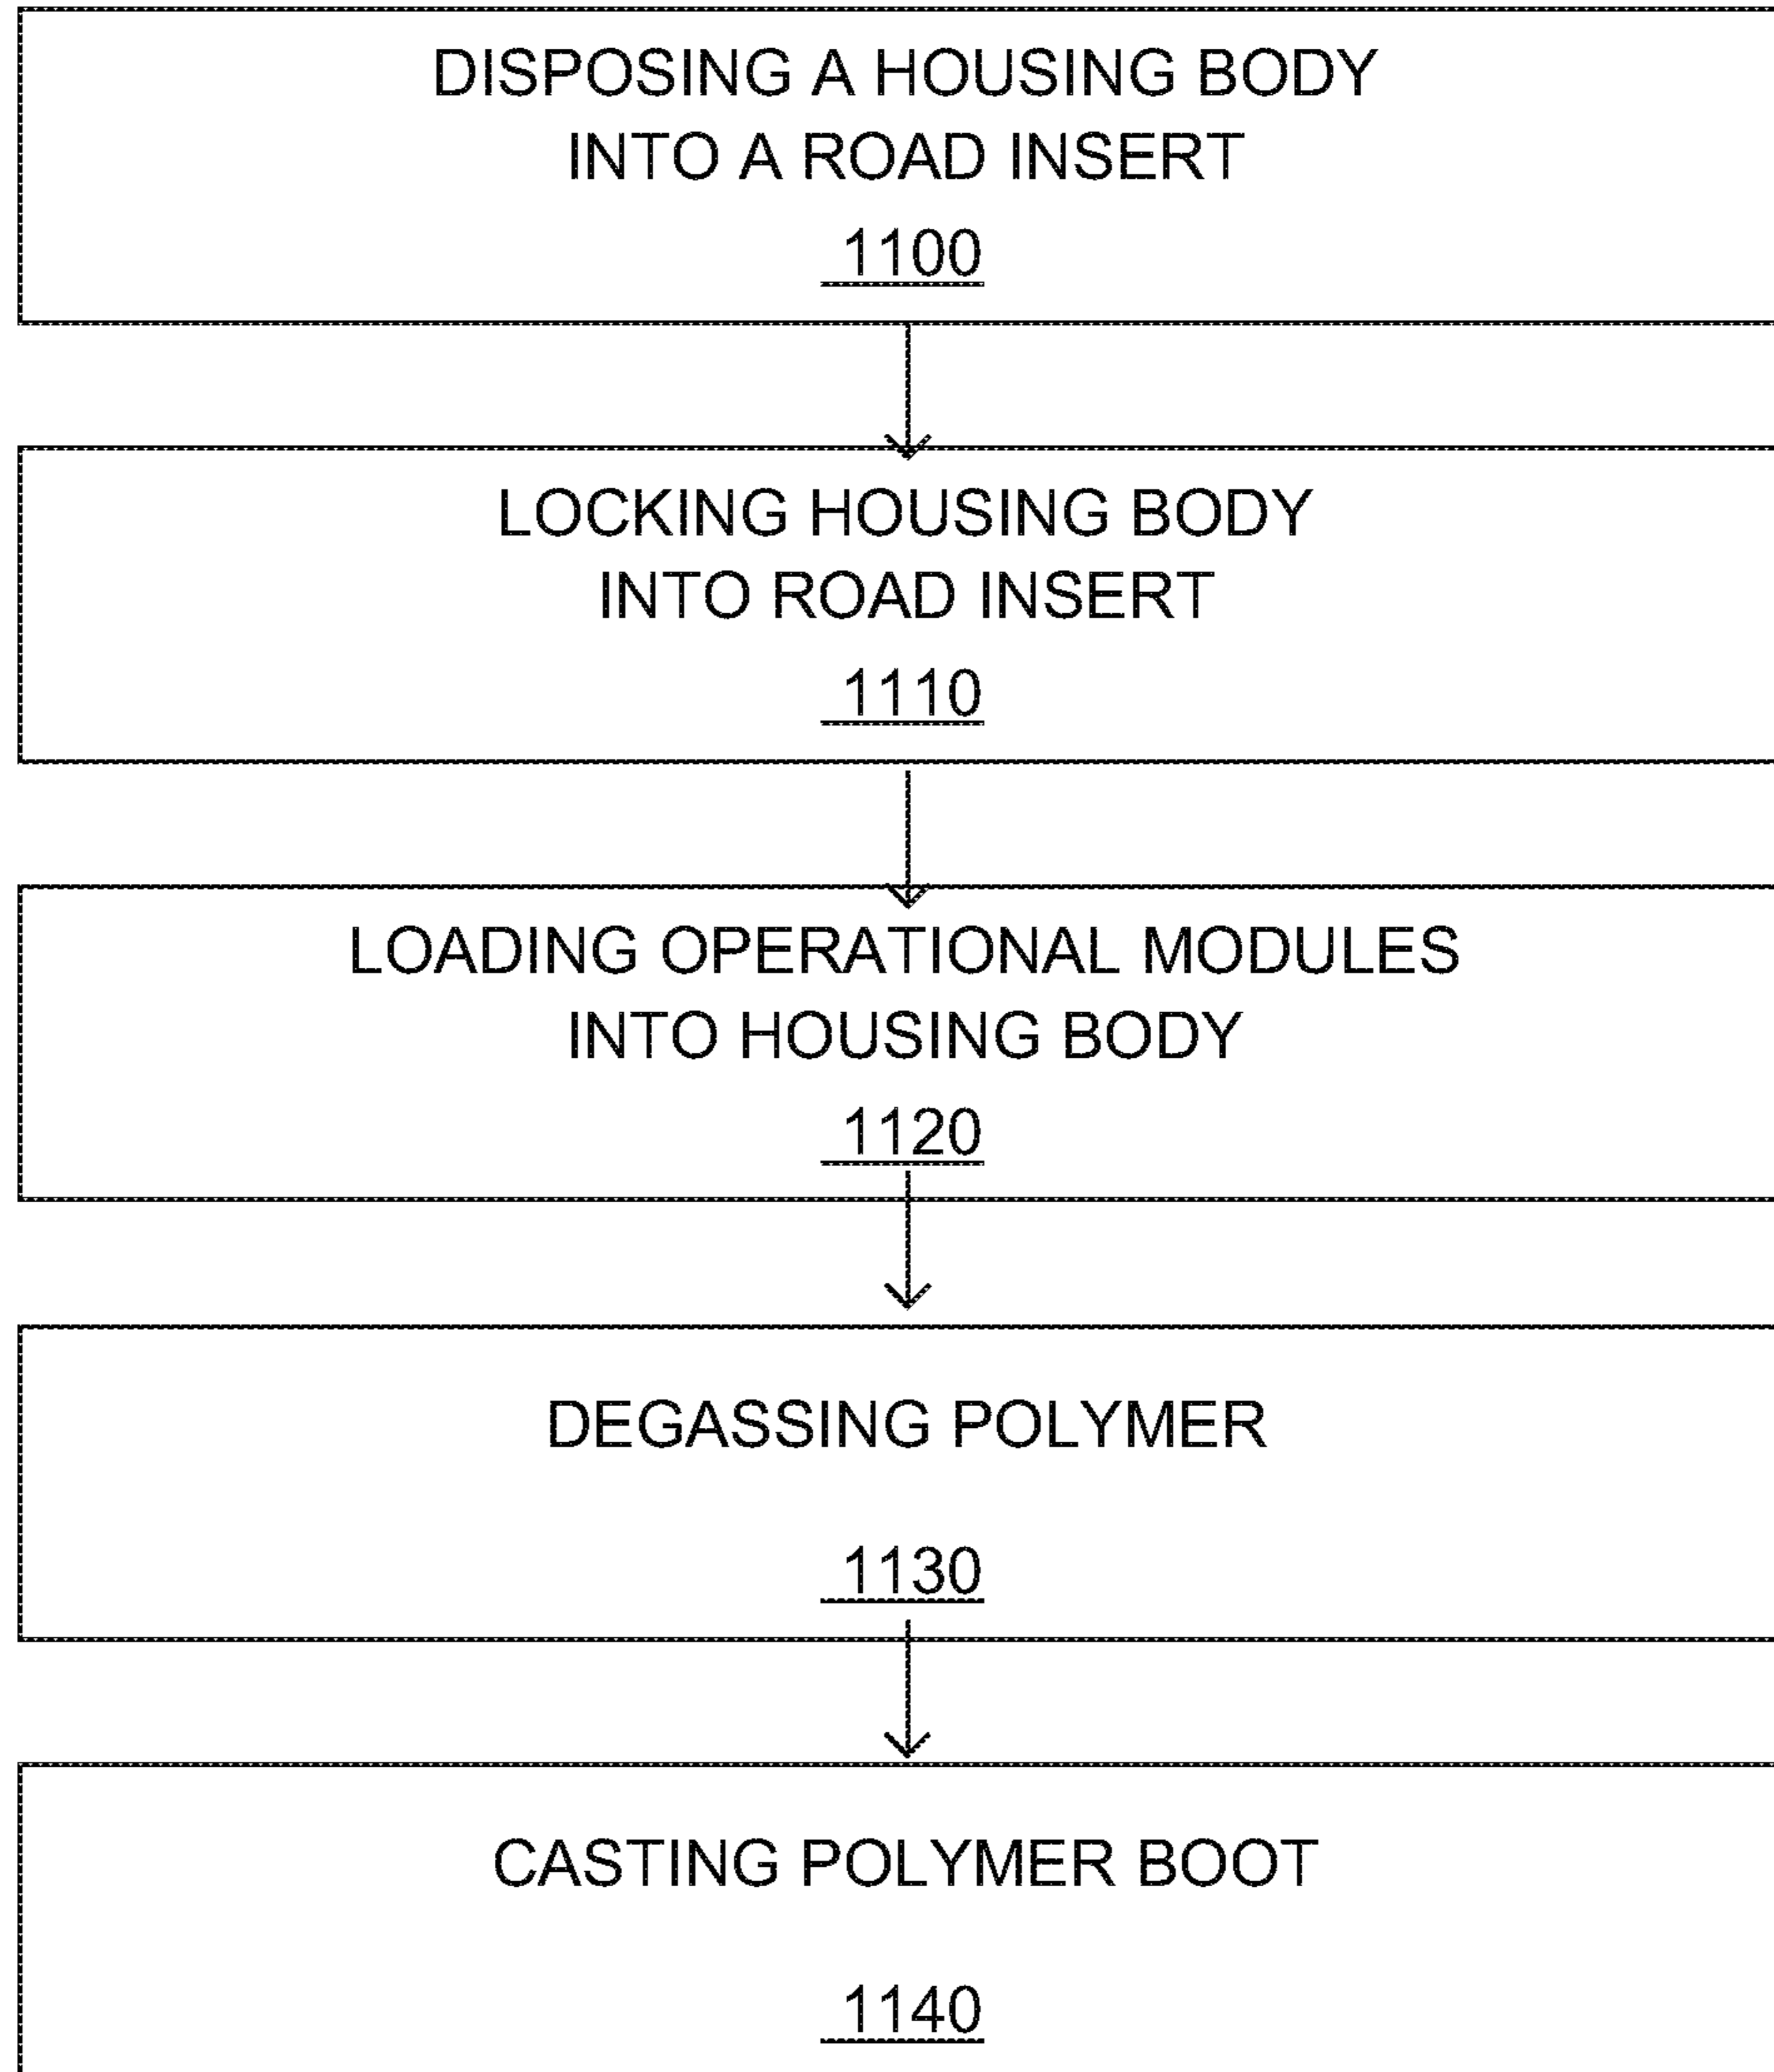 DISPOSING A HOUSING BODY
INTO A ROAD INSERT
1100
LOCKING HOUSING BODY
INTO ROAD INSERT
1110
LOADING OPERATIONAL MODULES
INTO HOUSING BODY
1120
DEGASSING POLYMER
1130
CASTING POLYMER BOOT
1140